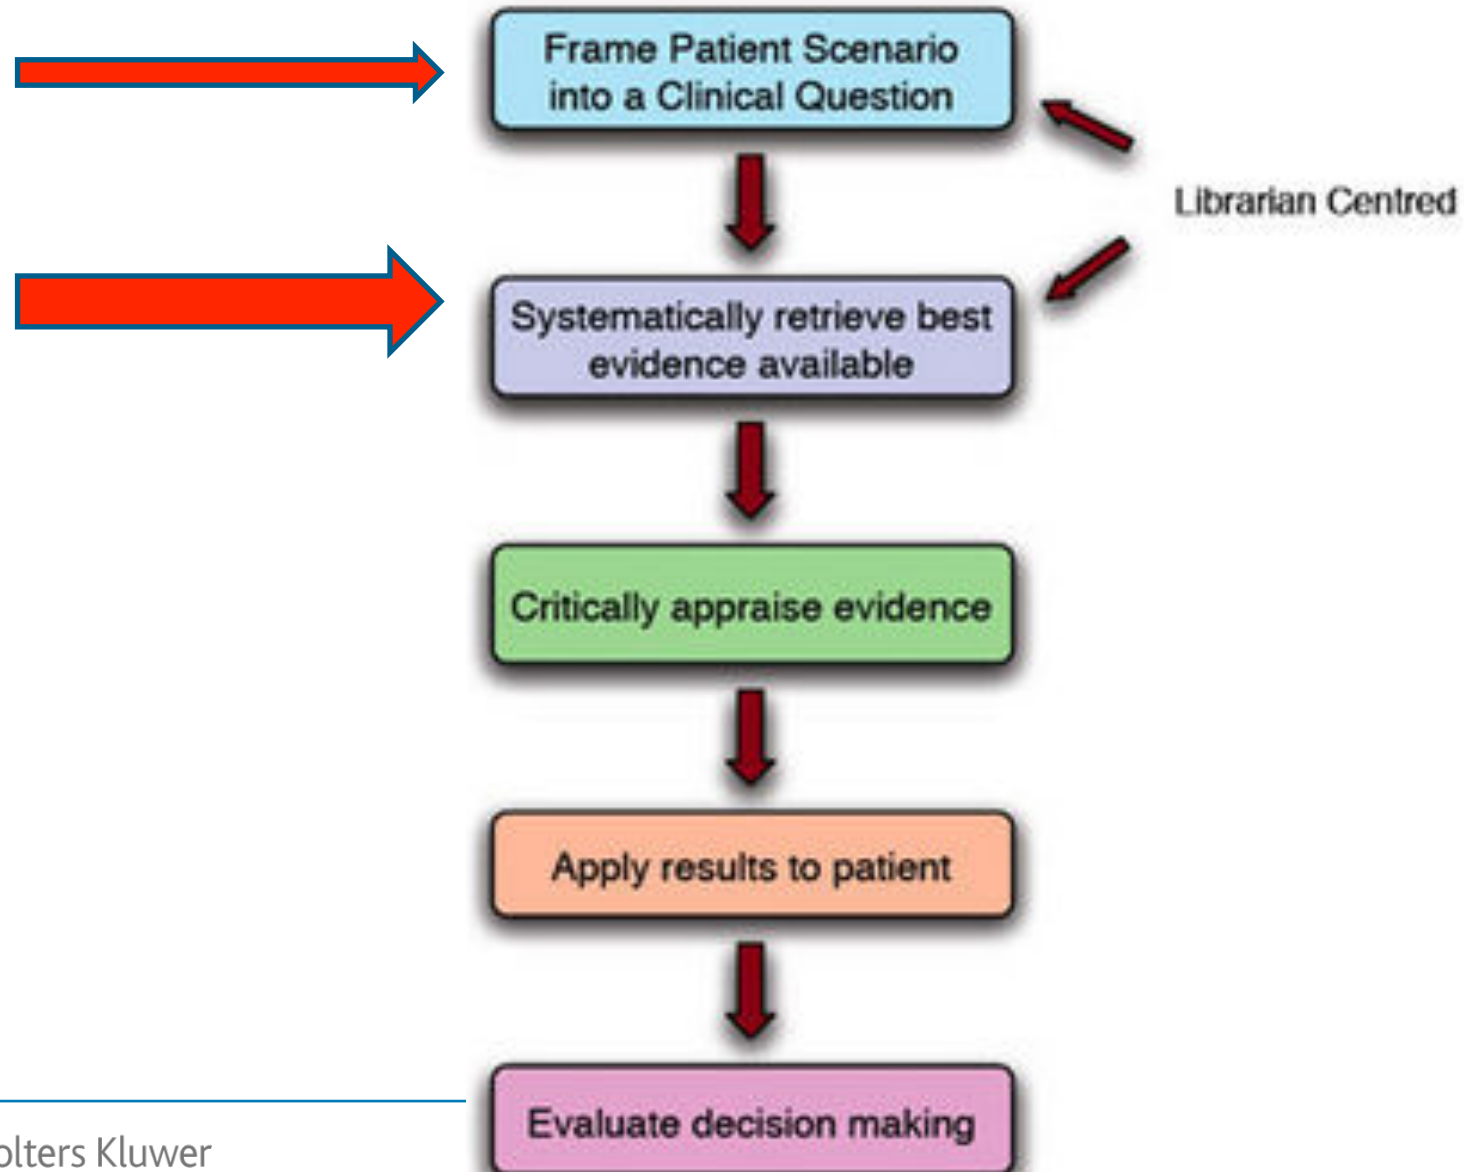 Frame Patient Scenario
into a Clinical Question
Librarian Centred
Systematically retrieve best
evidence available
Critically appraise evidence
Apply results to patient
Evaluate decision making
olters Kluwer